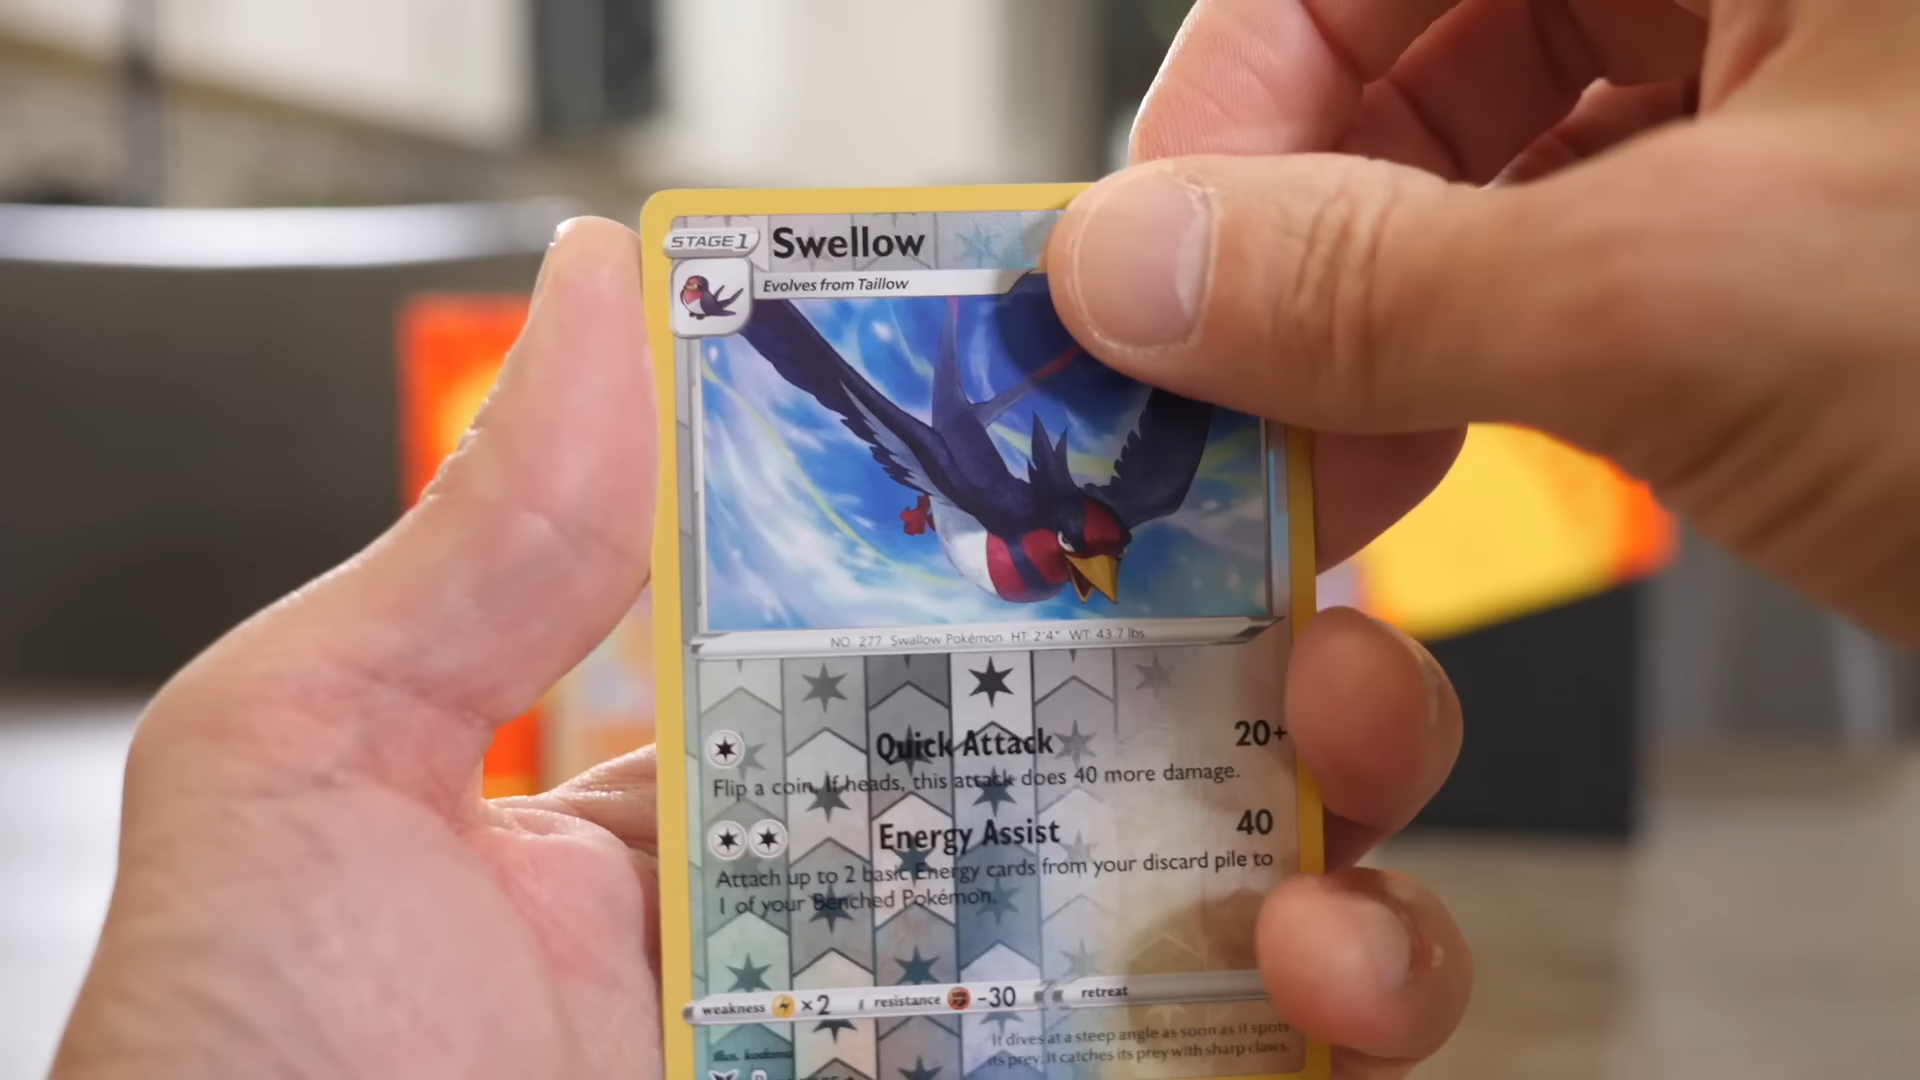 STAGE 1 Swellow
Evolves from Taillow
NO. 277 Swallow Pokémon HT: 2'4" WT: 43.7 lbs.
Quick Attack 20+
Flip a coin. If heads, this attack does 40 more damage.
Energy Assist 40
Attach up to 2 basic Energy cards from your discard pile to
1 of your Benched Pokémon.
weakness ×2 resistance -30 retreat
It dives at a steep angle as soon as it spots
Illus. kodama
its prey. It catches its prey with sharp claws.